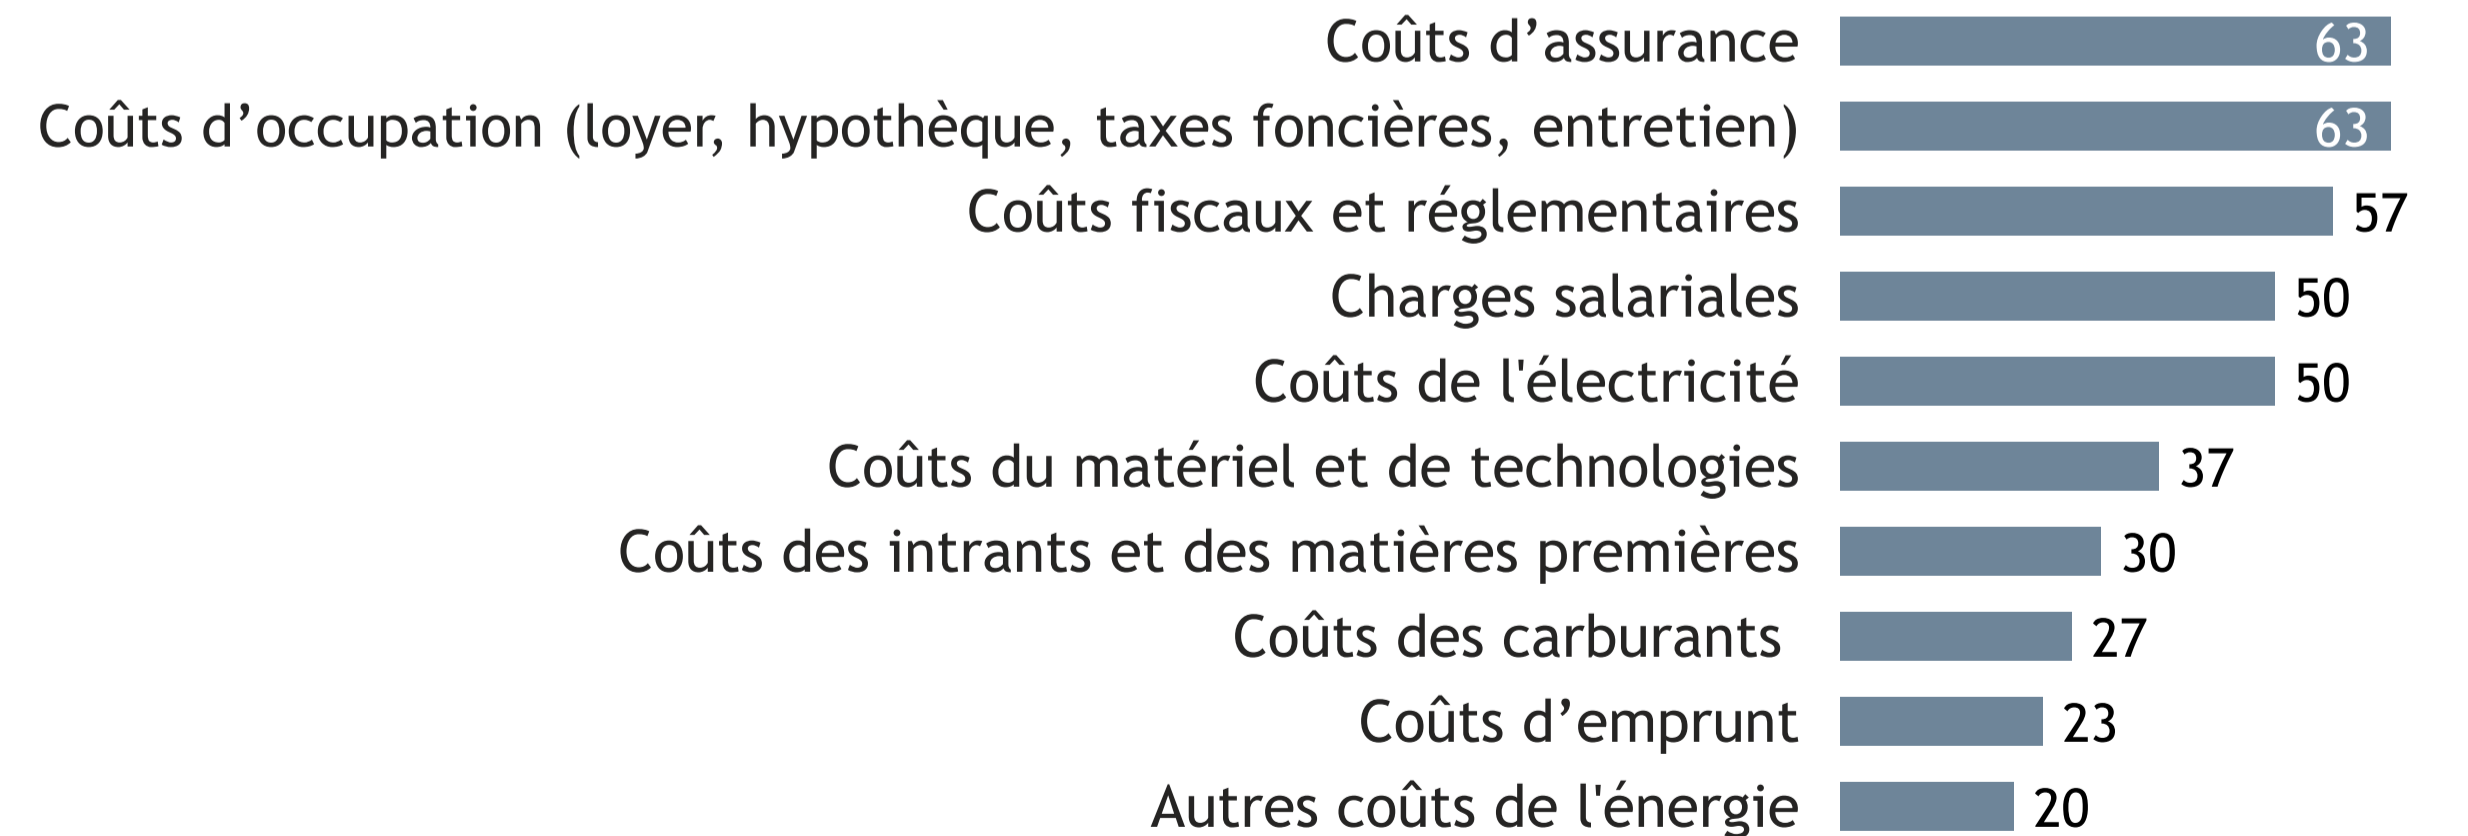 Coûts d’assurance 63
Coûts d’occupation (loyer, hypothèque, taxes foncières, entretien) 63
Coûts fiscaux et réglementaires 57
Charges salariales 50
Coûts de l'électricité 50
Coûts du matériel et de technologies 37
Coûts des intrants et des matières premières 30
Coûts des carburants 27
Coûts d’emprunt 23
Autres coûts de l'énergie 20